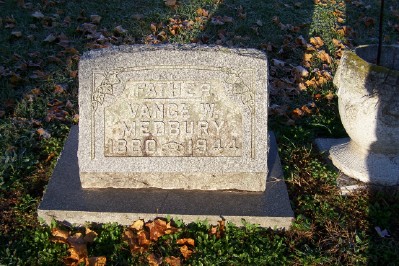 FATHER
VANCE W.
MEDBURY
1880 1944